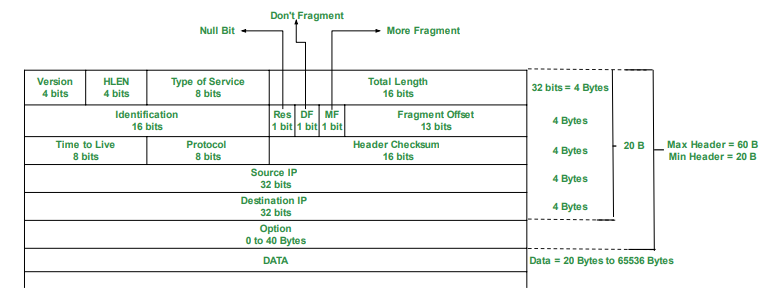 Don't Fragment
Null Bit
More Fragment
Version
4 bits
HLEN
4 bits
Type of Service
8 bits
Total Length
16 bits
32 bits = 4 Bytes
Identification
16 bits
Res
1 bit
DF
1 bit
MF
1 bit
Fragment Offset
13 bits
4 Bytes
Time to Live
8 bits
Protocol
8 bits
Header Checksum
16 bits
4 Bytes
20 B
Max Header = 60 B
Min Header = 20 B
Source IP
32 bits
4 Bytes
Destination IP
32 bits
4 Bytes
Option
0 to 40 Bytes
DATA
Data = 20 Bytes to 65536 Bytes